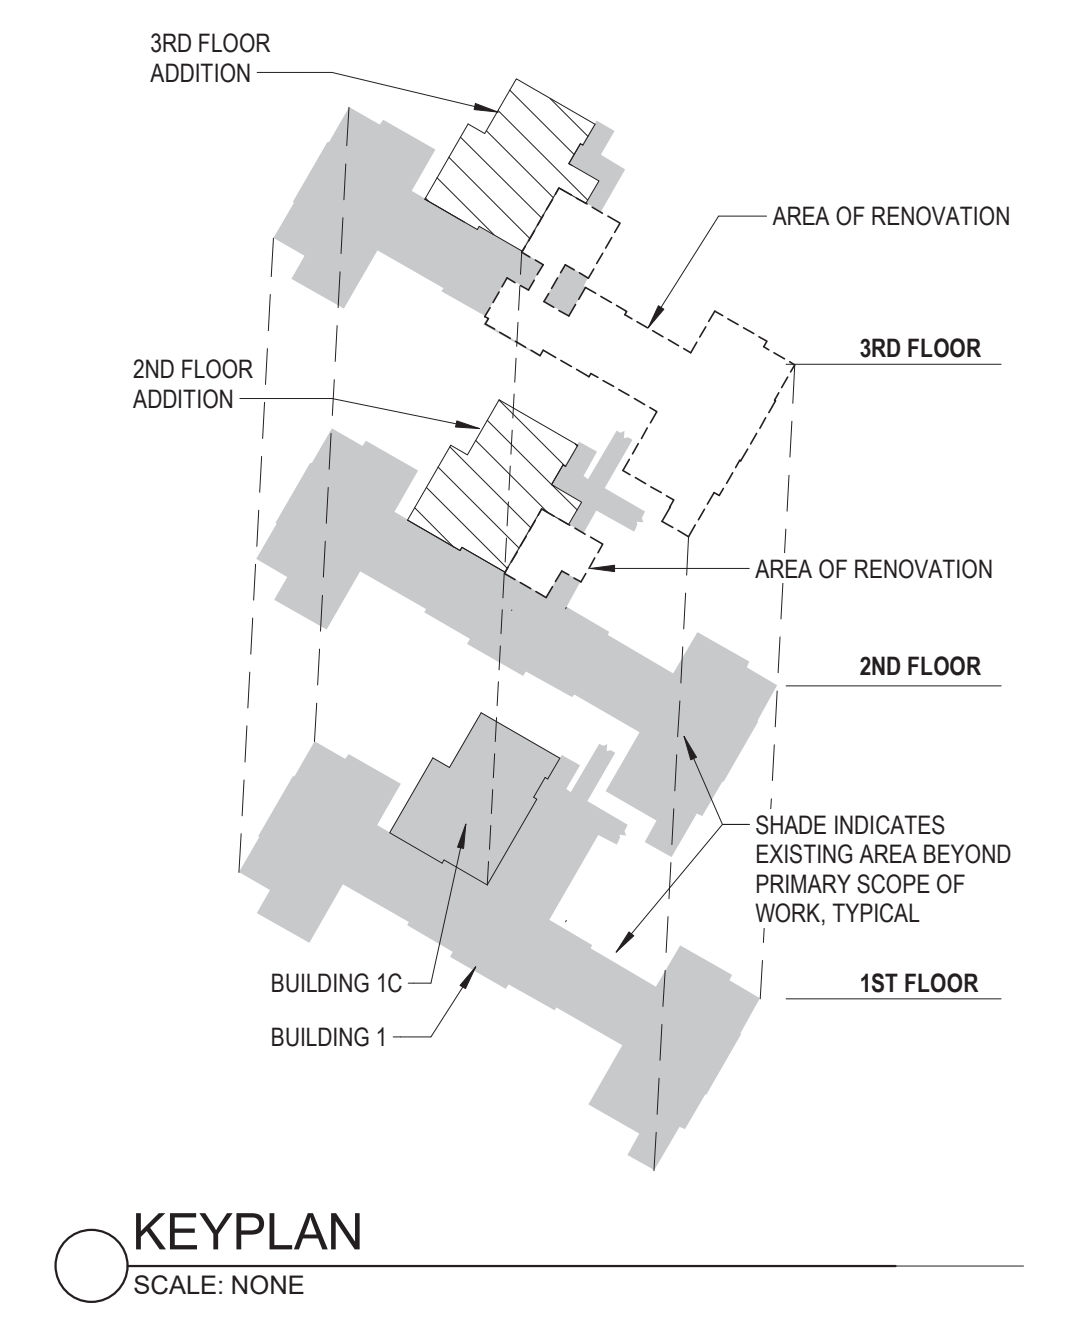 3RD FLOOR
ADDITION
AREA OF RENOVATION
3RD FLOOR
2ND FLOOR
ADDITION
AREA OF RENOVATION
2ND FLOOR
SHADE INDICATES
EXISTING AREA BEYOND
PRIMARY SCOPE OF
WORK, TYPICAL
BUILDING 1C
1ST FLOOR
BUILDING 1
KEYPLAN
SCALE: NONE